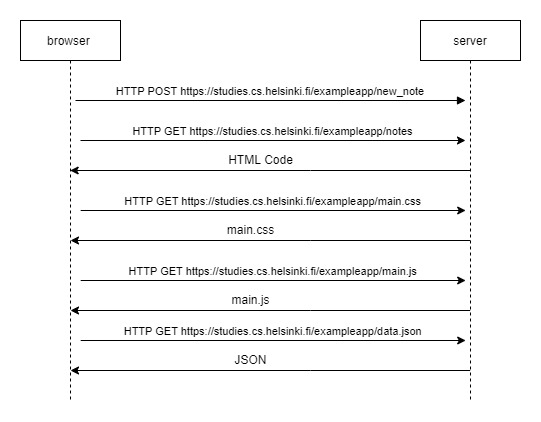 browser
server
HTTP POST https://studies.cs.helsinki.fi/exampleapp/new_note
HTTP GET https://studies.cs.helsinki.fi/exampleapp/notes
HTML Code
HTTP GET https://studies.cs.helsinki.fi/exampleapp/main.css
main.css
HTTP GET https://studies.cs.helsinki.fi/exampleapp/main.js
main.js
HTTP GET https://studies.cs.helsinki.fi/exampleapp/data.json
JSON